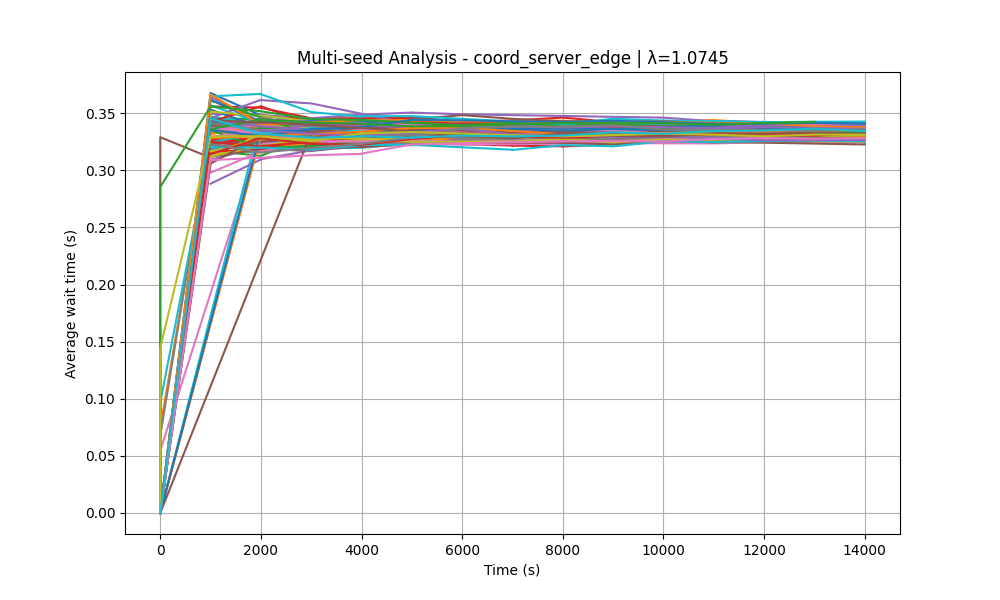 Multi-seed Analysis - coord_server_edge | λ=1.0745
Average wait time (s)
0.35
0.30
0.25
0.20
0.15
0.10
0.05
0.00
0 2000 4000 6000 8000 10000 12000 14000
Time (s)